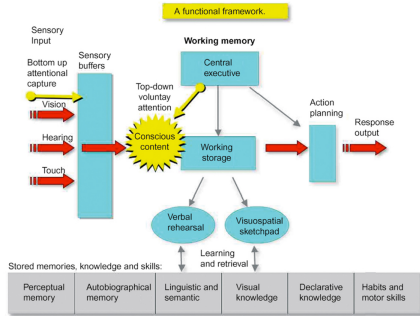 A functional framework.
Sensory
Input
Sensory
buffers
Working memory
Bottom up
attentional
capture
Top-down
voluntay
attention
Central
executive
Vision
Hearing
Touch
Conscious
content
Working
storage
Action
planning
Response
output
Verbal
rehearsal
Visuospatial
sketchpad
Learning
and retrieval
Stored memories, knowledge and skills:
Perceptual
memory
Autobiographical
memory
Linguistic and
semantic
Visual
knowledge
Declarative
knowledge
Habits and
motor skills